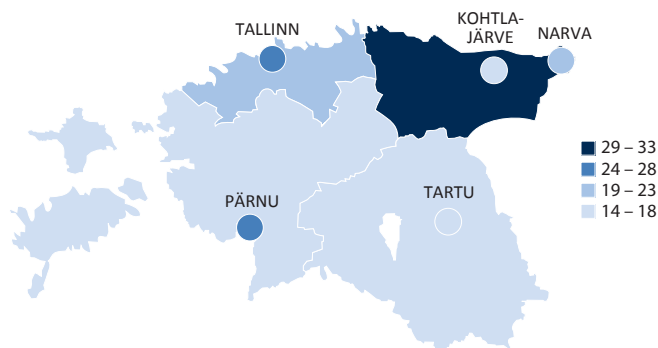 TALLINN
KOHTLA-
JÄRVE
NARVA
PÄRNU
TARTU
29 – 33
24 – 28
19 – 23
14 – 18